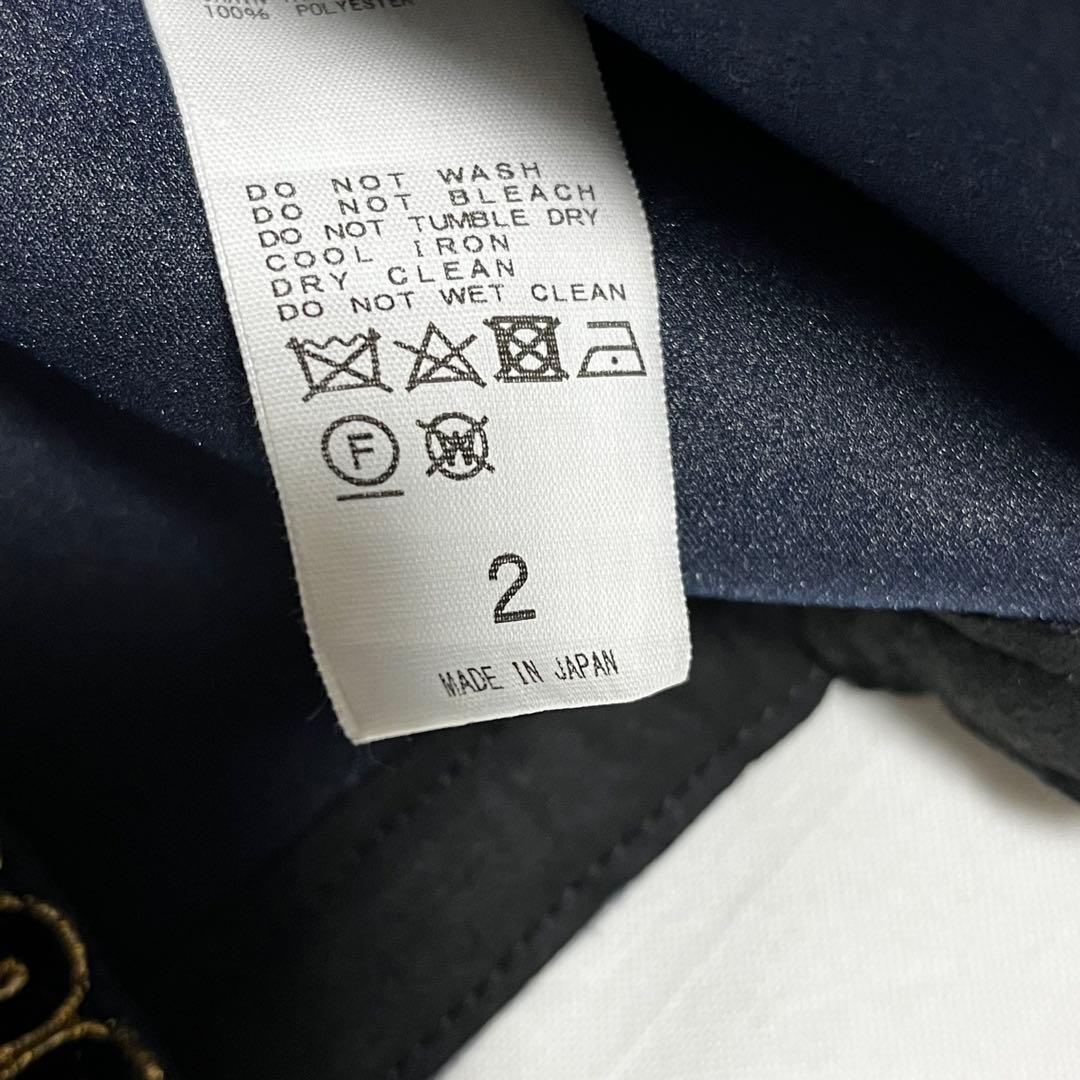 100% POLYESTER
DO NOT WASH
DO NOT BLEACH
DO NOT TUMBLE DRY
COOL IRON
DRY CLEAN
DO NOT WET CLEAN
F W
2
MADE IN JAPAN